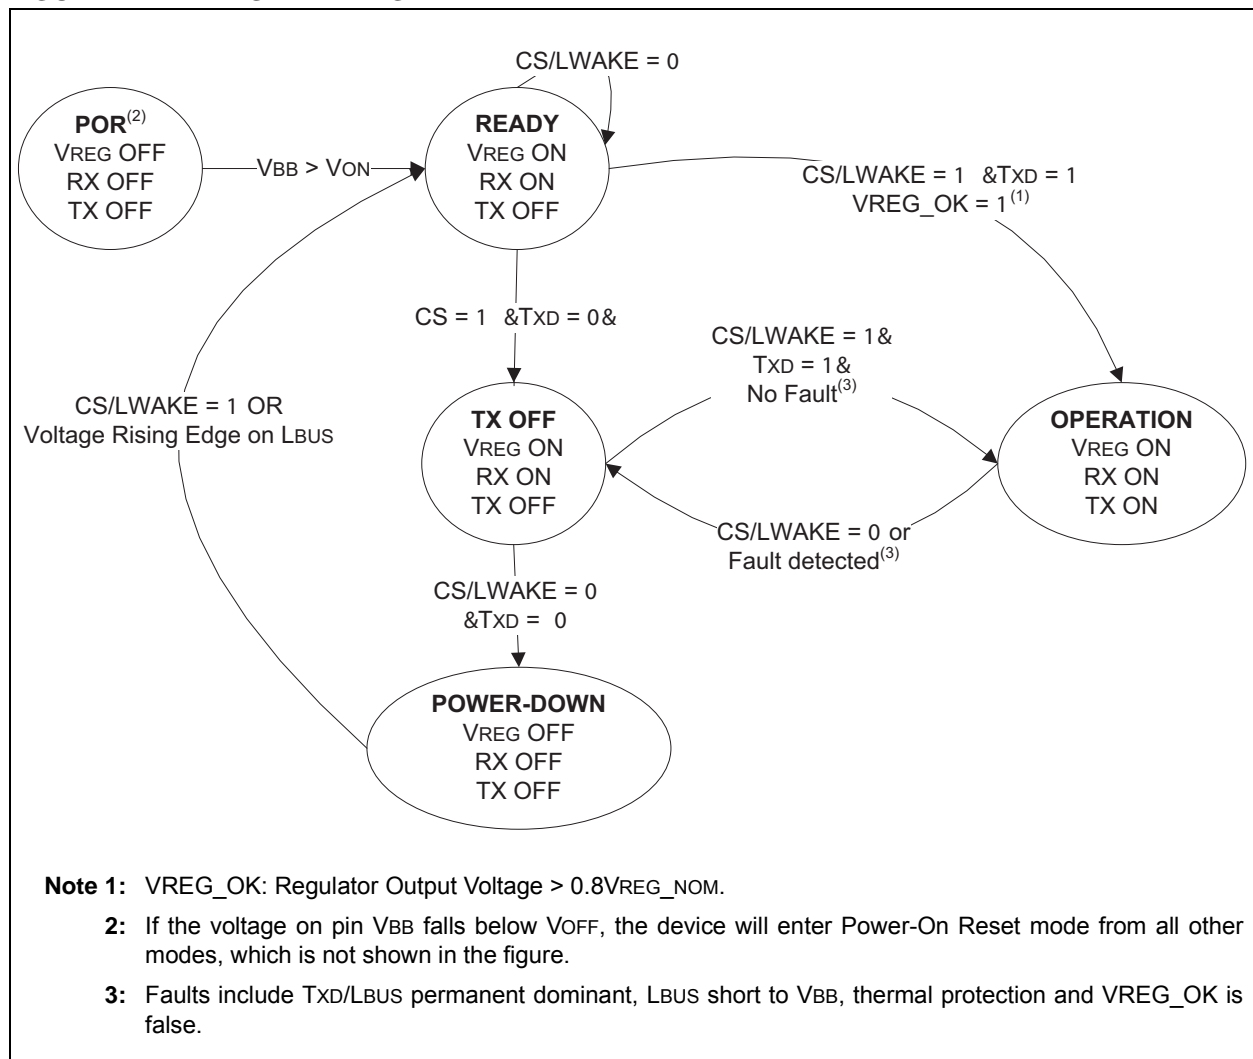 CS/LWAKE = 0
POR(2)
VREG OFF
RX OFF
TX OFF
VBB > VON
READY
VREG ON
RX ON
TX OFF
CS/LWAKE = 1 &TXD = 1
VREG_OK = 1(1)
CS = 1 &TXD = 0&
CS/LWAKE = 1&
TXD = 1&
No Fault(3)
CS/LWAKE = 1 OR
Voltage Rising Edge on LBUS
TX OFF
VREG ON
RX ON
TX OFF
OPERATION
VREG ON
RX ON
TX ON
CS/LWAKE = 0 or
Fault detected(3)
CS/LWAKE = 0
&TXD = 0
POWER-DOWN
VREG OFF
RX OFF
TX OFF
Note 1: VREG_OK: Regulator Output Voltage > 0.8VREG_NOM.
2: If the voltage on pin VBB falls below VOFF, the device will enter Power-On Reset mode from all other
modes, which is not shown in the figure.
3: Faults include TXD/LBUS permanent dominant, LBUS short to VBB, thermal protection and VREG_OK is
false.